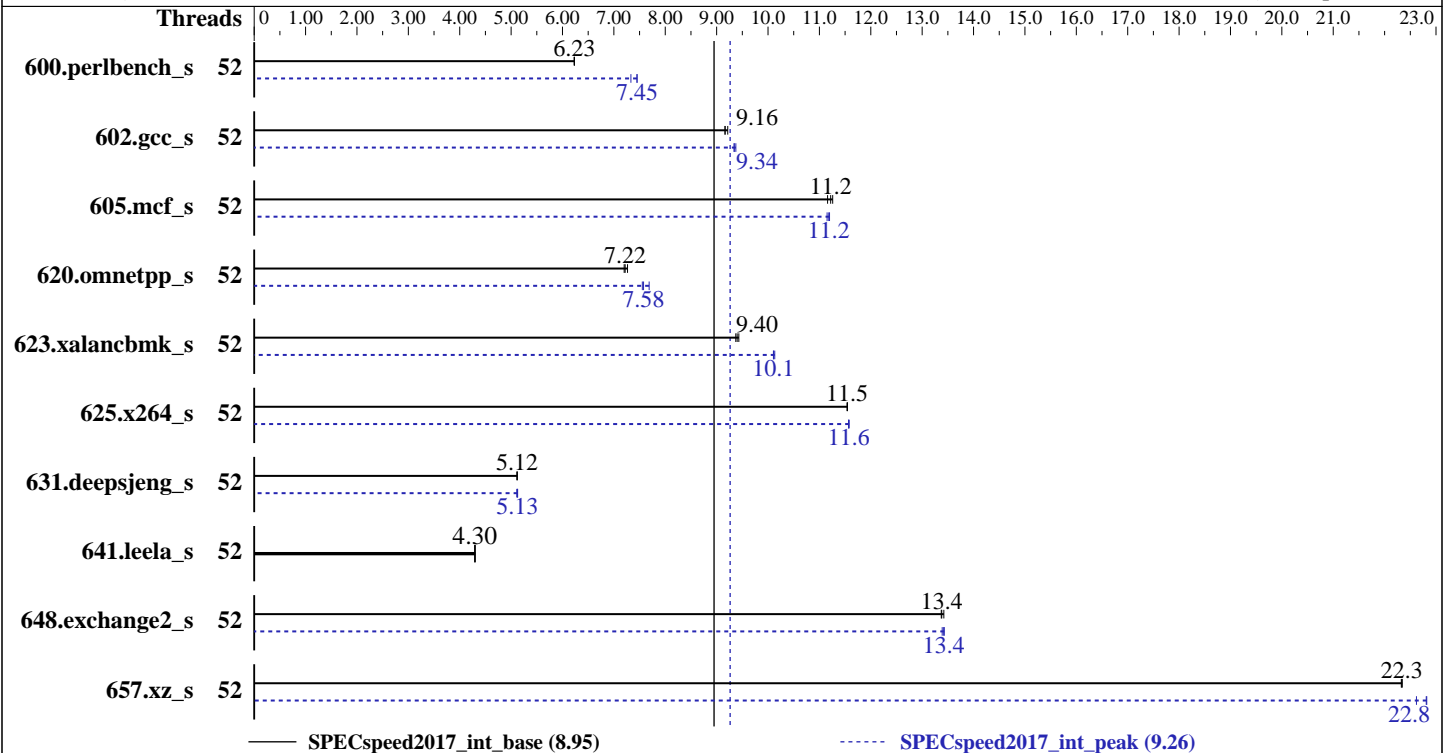 Threads 0 1.00 2.00 3.00 4.00 5.00 6.00 7.00 8.00 9.00 10.0 11.0 12.0 13.0 14.0 15.0 16.0 17.0 18.0 19.0 20.0 21.0 23.0
6.23
600.perlbench_s 52
7.45
9.16
602.gcc_s 52
9.34
11.2
605.mcf_s 52
11.2
7.22
620.omnetpp_s 52
7.58
9.40
623.xalancbmk_s 52
10.1
11.5
625.x264_s 52
11.6
5.12
631.deepsjeng_s 52
5.13
4.30
641.leela_s 52
13.4
648.exchange2_s 52
13.4
22.3
657.xz_s 52
22.8
SPECspeed2017_int_base (8.95) SPECspeed2017_int_peak (9.26)